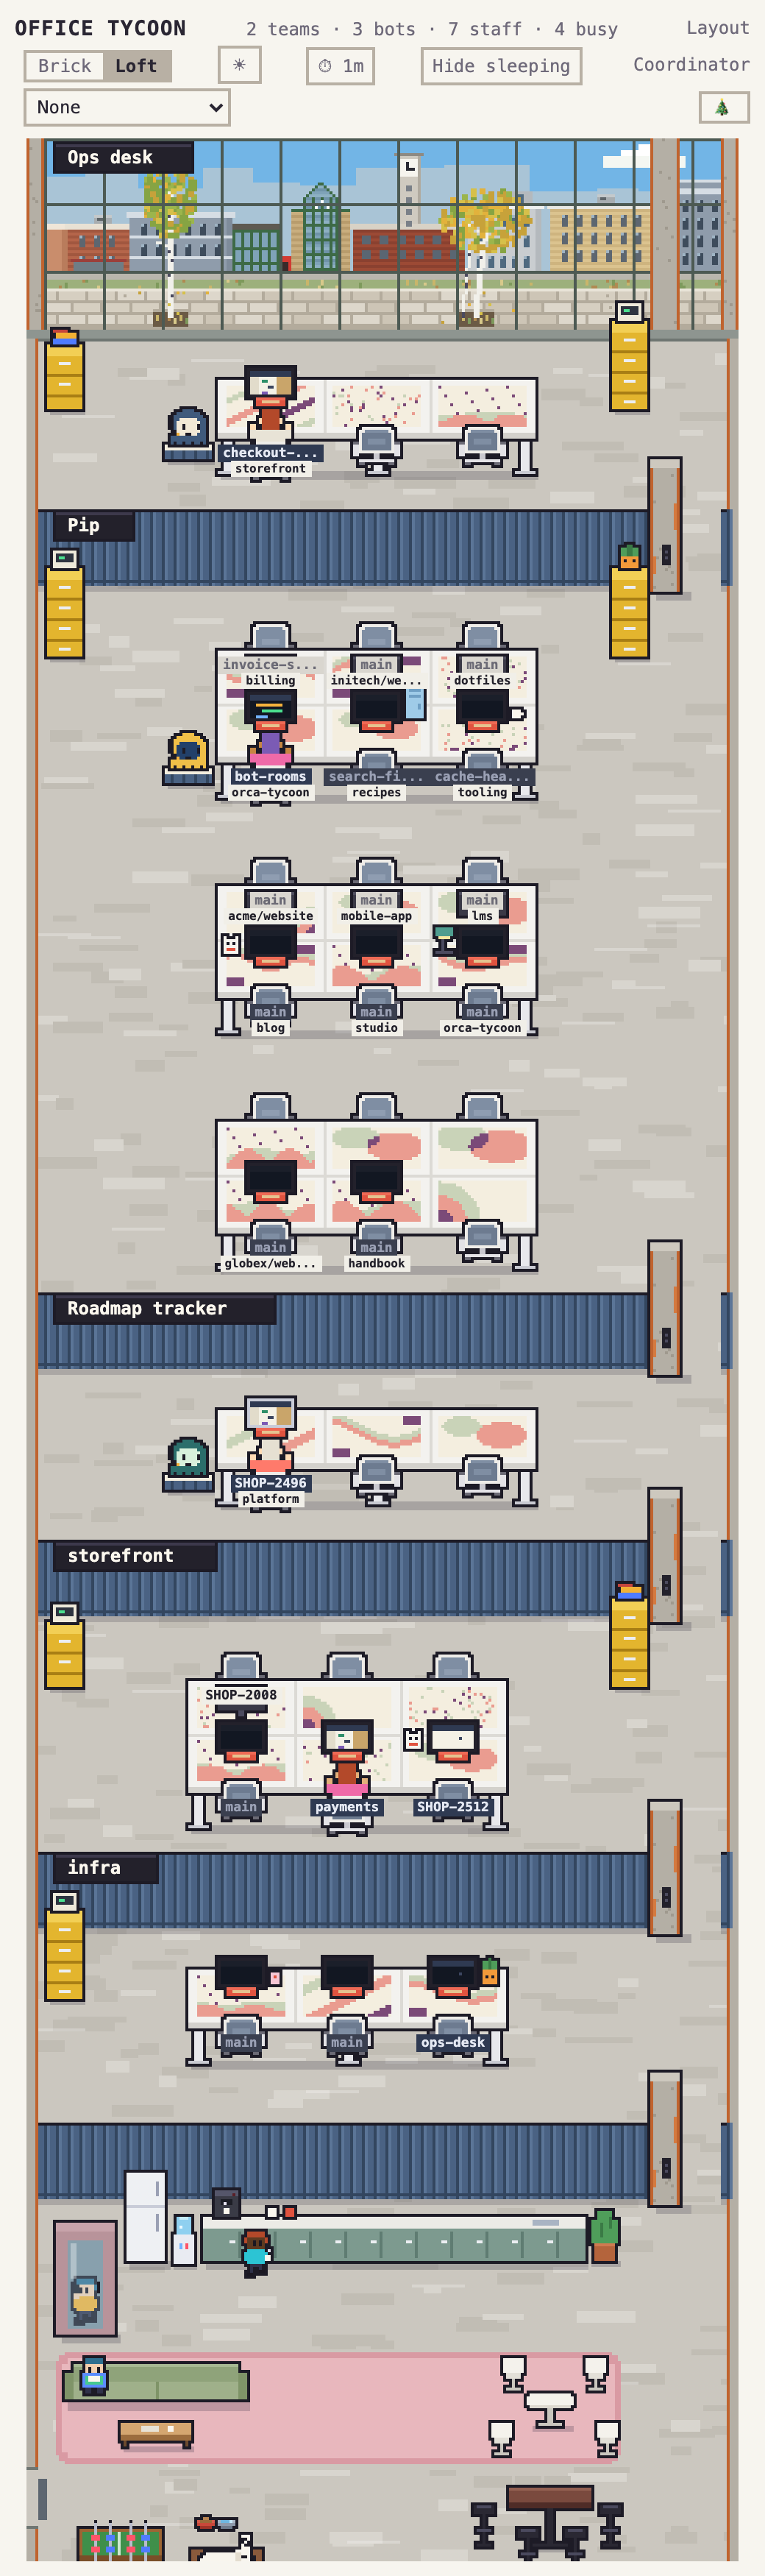 OFFICE TYCOON
2 teams · 3 bots · 7 staff · 4 busy
Layout
Brick
Loft
1m
Hide sleeping
Coordinator
None
Ops desk
checkout-...
storefront
Pip
invoice-s...
main
main
billing
initech/we...
dotfiles
bot-rooms
search-fi...
cache-hea...
orca-tycoon
recipes
tooling
main
main
main
acme/website
mobile-app
lms
main
main
main
blog
studio
orca-tycoon
main
main
globex/web...
handbook
Roadmap tracker
SHOP-2496
platform
storefront
SHOP-2008
main
payments
SHOP-2512
infra
main
main
ops-desk